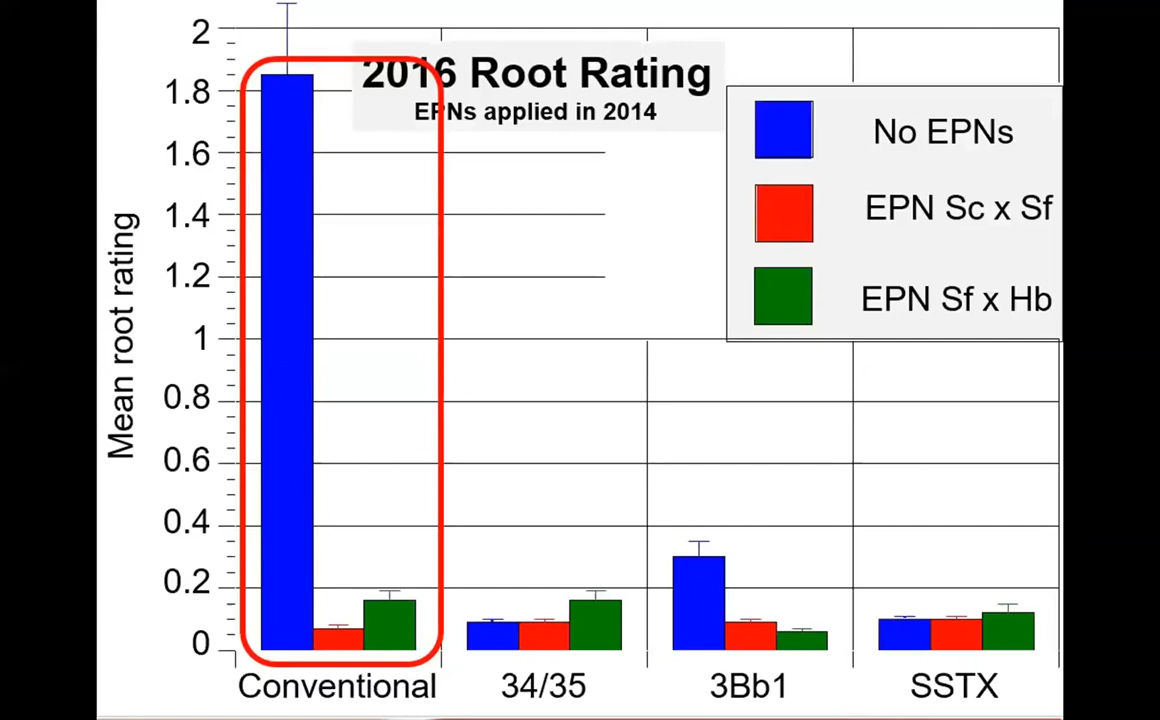 2016 Root Rating
EPNs applied in 2014
No EPNs
EPN Sc x Sf
EPN Sf x Hb
Mean root rating
2
1.8
1.6
1.4
1.2
1
0.8
0.6
0.4
0.2
0
Conventional
34/35
3Bb1
SSTX